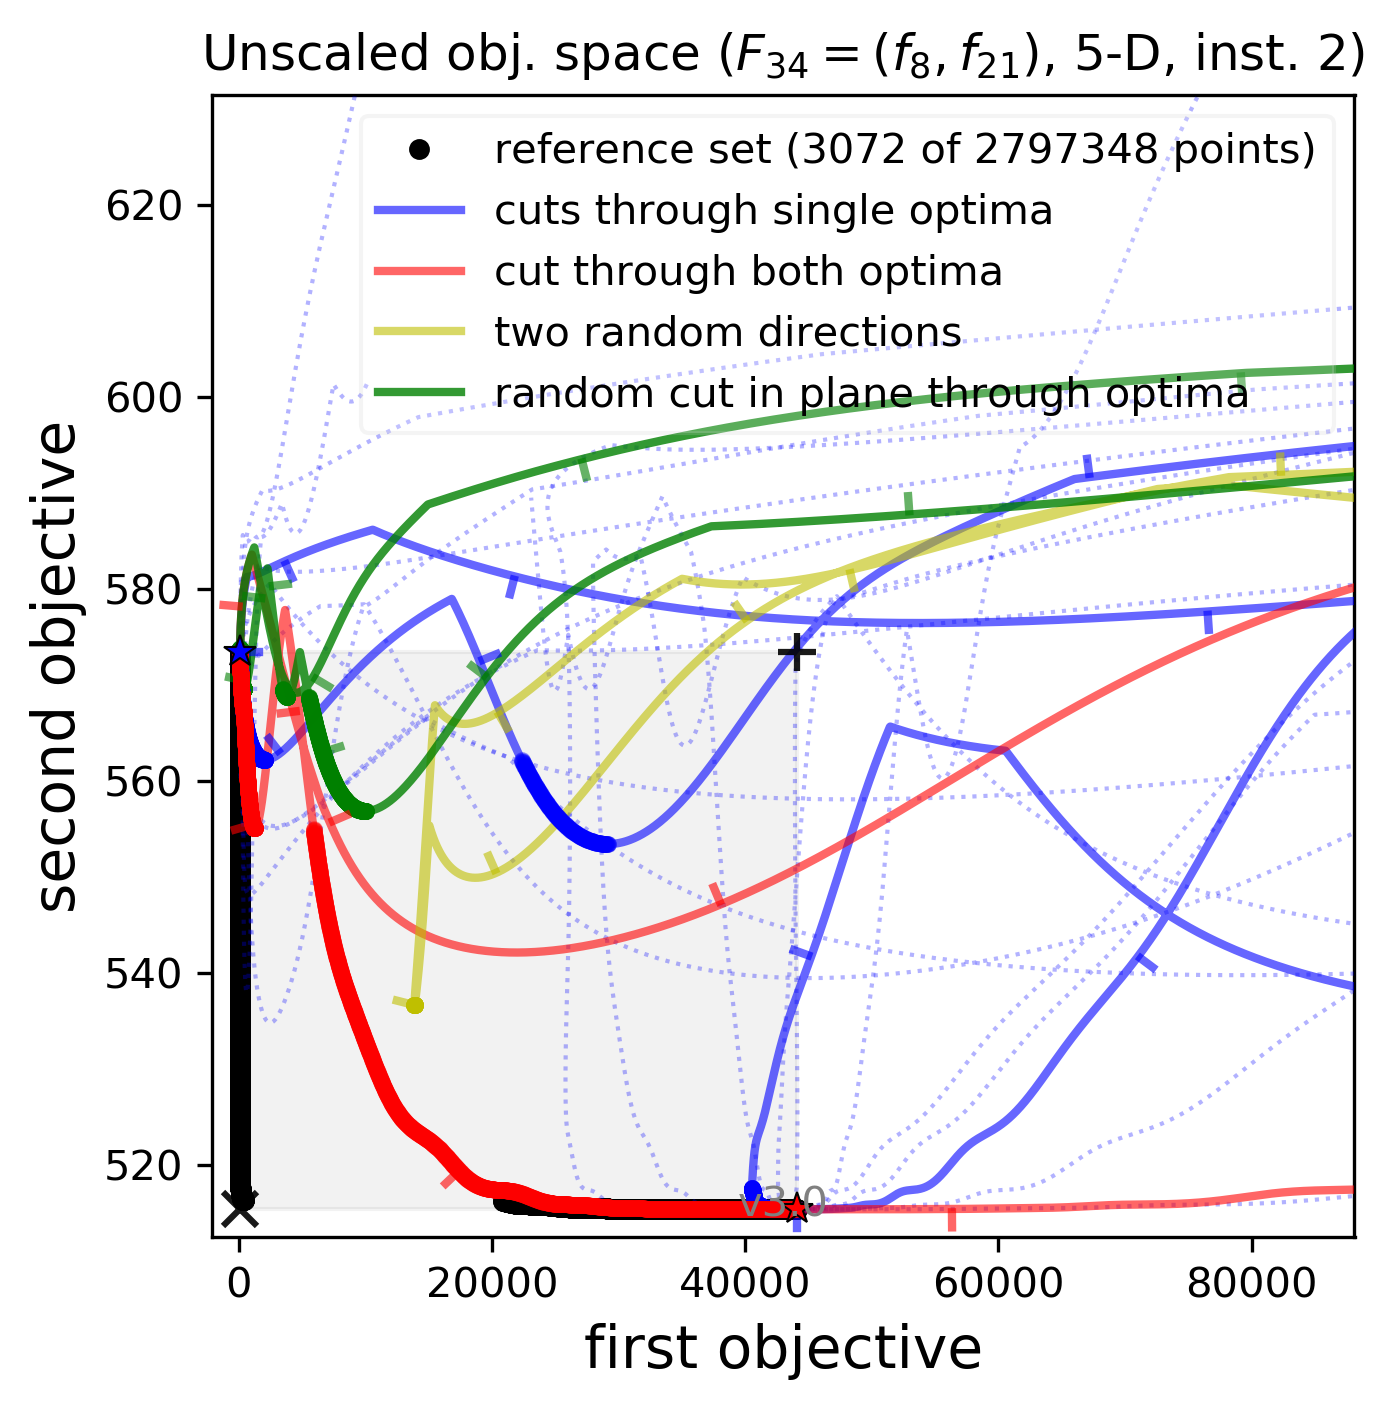 Unscaled obj. space (F₃₄ = (f₈, f₂₁), 5-D, inst. 2)
reference set (3072 of 2797348 points)
cuts through single optima
cut through both optima
two random directions
random cut in plane through optima
second objective
620
600
580
560
540
520
v3.0
0 20000 40000 60000 80000
first objective